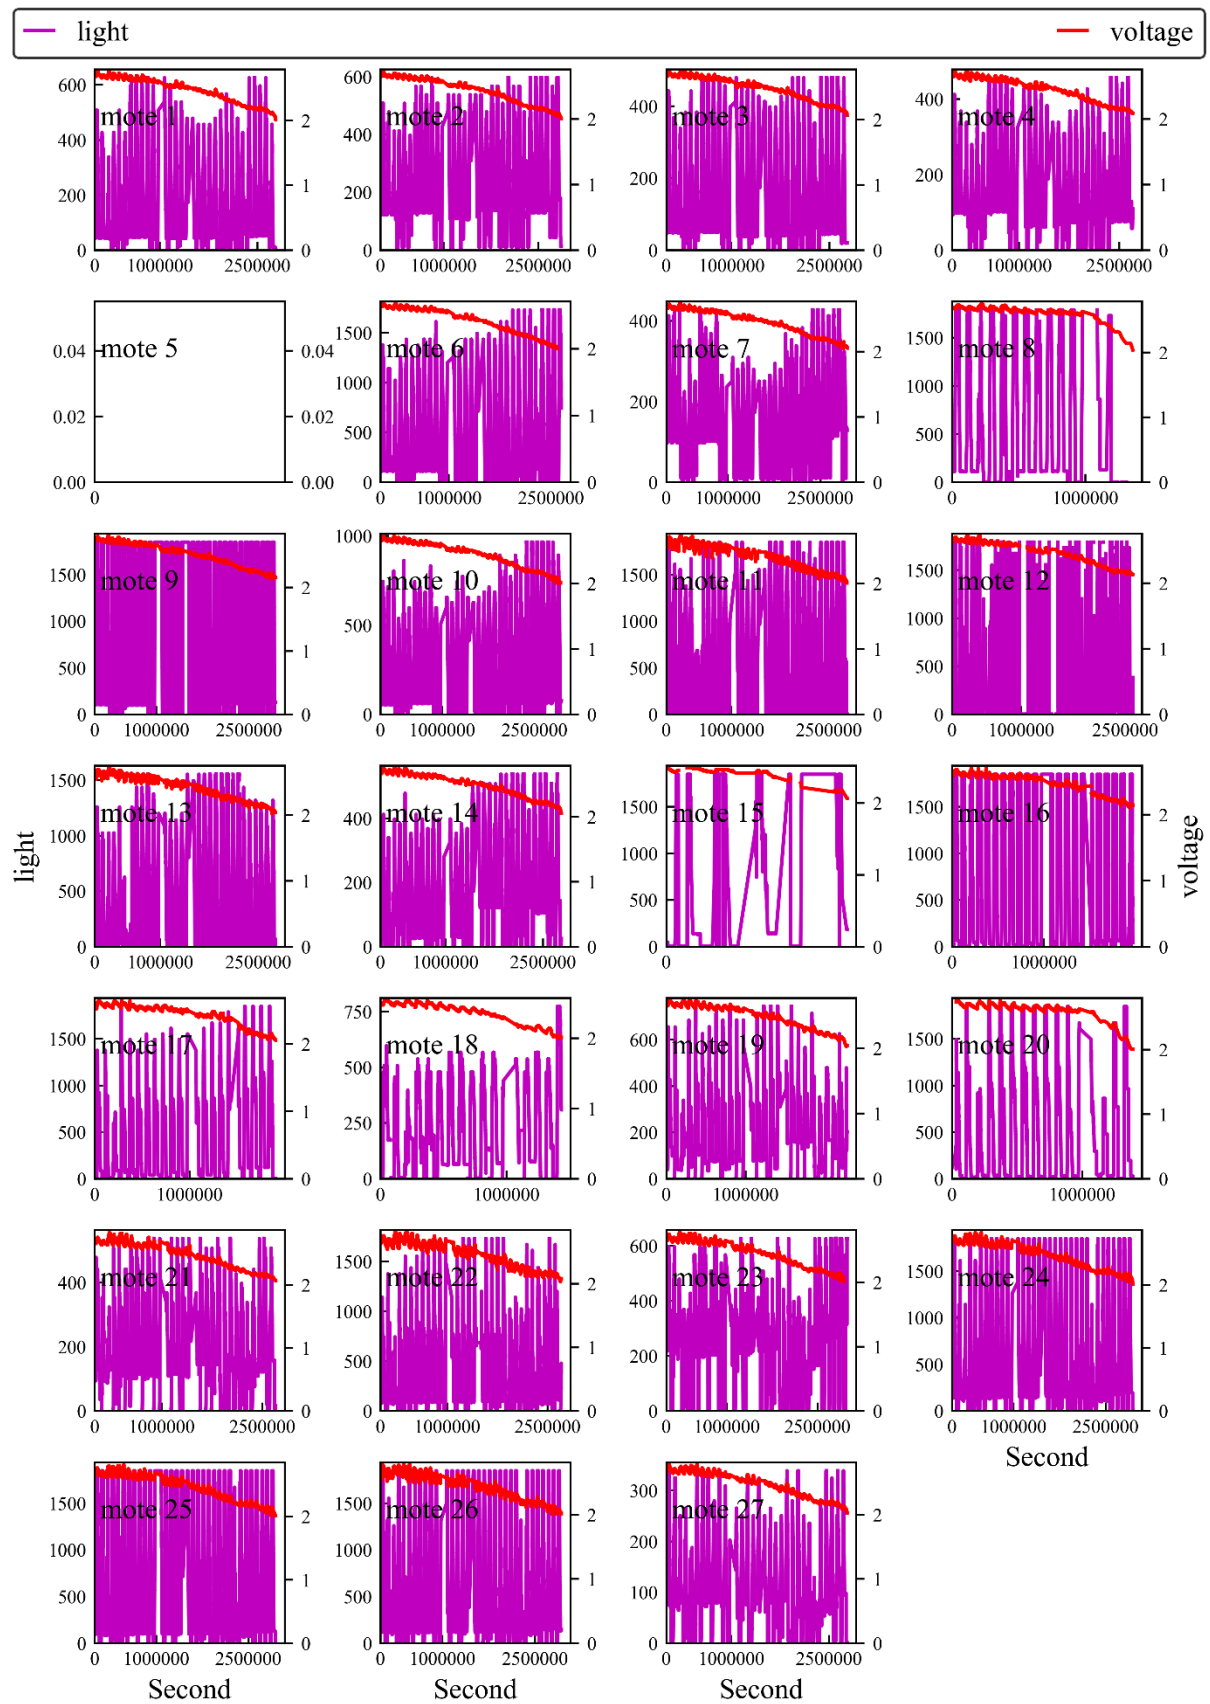 light voltage
600 400 200 0 2 1 0 0 1000000 2500000 mote 1
600 400 200 0 2 1 0 0 1000000 2500000 mote 2
400 200 0 2 1 0 0 1000000 2500000 mote 3
400 200 0 2 1 0 0 1000000 2500000 mote 4
0.04 0.02 0.00 0.04 0.02 0.00 0 mote 5
1500 1000 500 0 2 1 0 0 1000000 2500000 mote 6
400 200 0 2 1 0 0 1000000 2500000 mote 7
1500 1000 500 0 2 1 0 0 1000000 mote 8
1500 1000 500 0 2 1 0 0 1000000 2500000 mote 9
1000 500 0 2 1 0 0 1000000 2500000 mote 10
1500 1000 500 0 2 1 0 0 1000000 2500000 mote 11
1500 1000 500 0 2 1 0 0 1000000 2500000 mote 12
light
1500 1000 500 0 2 1 0 0 1000000 2500000 mote 13
400 200 0 2 1 0 0 1000000 2500000 mote 14
1500 1000 500 0 2 1 0 0 mote 15
1500 1000 500 0 2 1 0 0 1000000 mote 16
voltage
1500 1000 500 0 2 1 0 0 1000000 mote 17
750 500 250 0 2 1 0 0 1000000 mote 18
600 400 200 0 2 1 0 0 1000000 mote 19
1500 1000 500 0 2 1 0 0 1000000 mote 20
400 200 0 2 1 0 0 1000000 2500000 mote 21
1500 1000 500 0 2 1 0 0 1000000 2500000 mote 22
600 400 200 0 2 1 0 0 1000000 2500000 mote 23
1500 1000 500 0 2 1 0 0 1000000 2500000 mote 24
Second
1500 1000 500 0 2 1 0 0 1000000 2500000 mote 25
1500 1000 500 0 2 1 0 0 1000000 2500000 mote 26
300 200 100 0 2 1 0 0 1000000 2500000 mote 27
Second Second Second